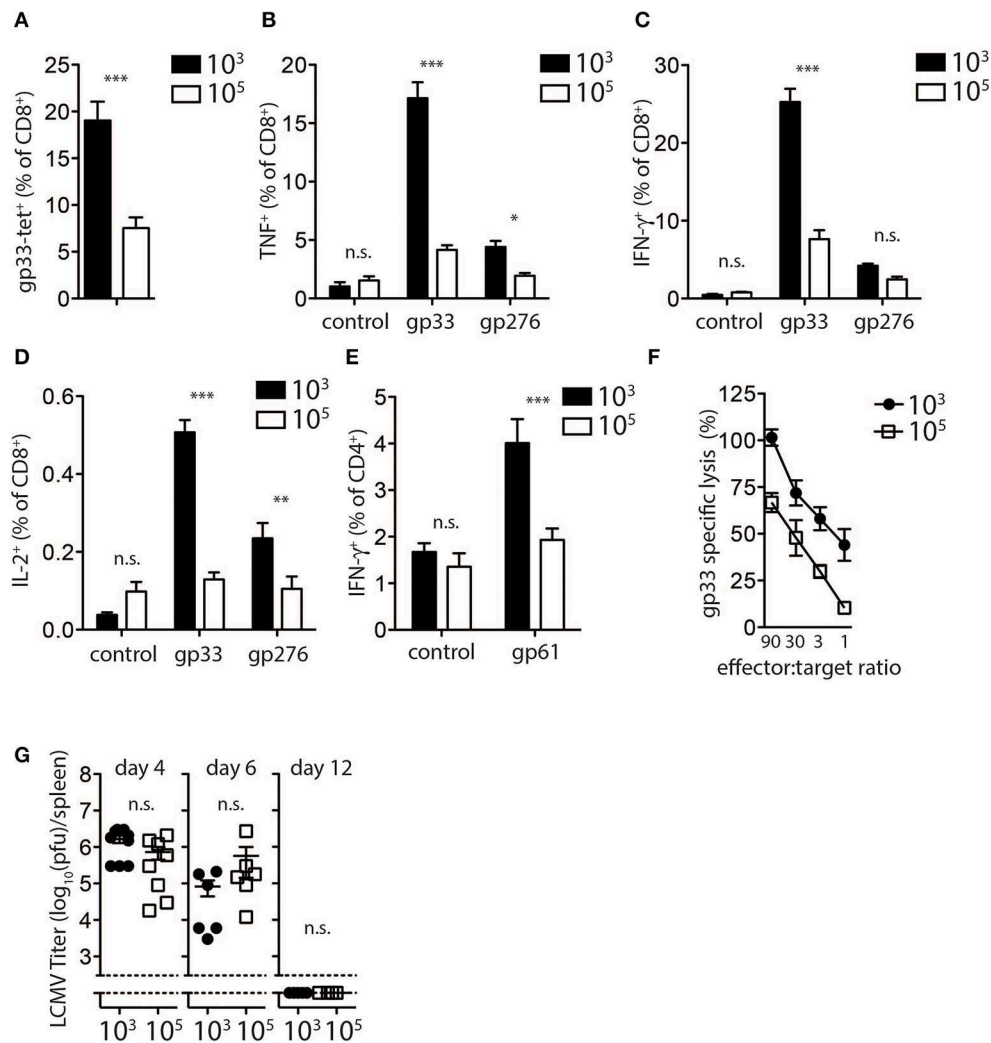 A
gp33-tet⁺ (% of CD8⁺)
25
20
15
10
5
0
***
10³
10⁵
B
TNF⁺ (% of CD8⁺)
20
15
10
5
0
n.s.
***
*
10³
10⁵
control gp33 gp276
C
IFN-γ⁺ (% of CD8⁺)
30
20
10
0
n.s.
***
n.s.
10³
10⁵
control gp33 gp276
D
IL-2⁺ (% of CD8⁺)
0.6
0.4
0.2
0.0
n.s.
***
**
10³
10⁵
control gp33 gp276
E
IFN-γ⁺ (% of CD4⁺)
5
4
3
2
1
0
n.s.
***
10³
10⁵
control gp61
F
gp33 specific lysis (%)
125
100
75
50
25
0
10³
10⁵
90 30 3 1
effector:target ratio
G
LCMV Titer (log₁₀(pfu)/spleen)
8
7
6
5
4
3
day 4 day 6 day 12
n.s. n.s.
n.s.
10³ 10⁵ 10³ 10⁵ 10³ 10⁵